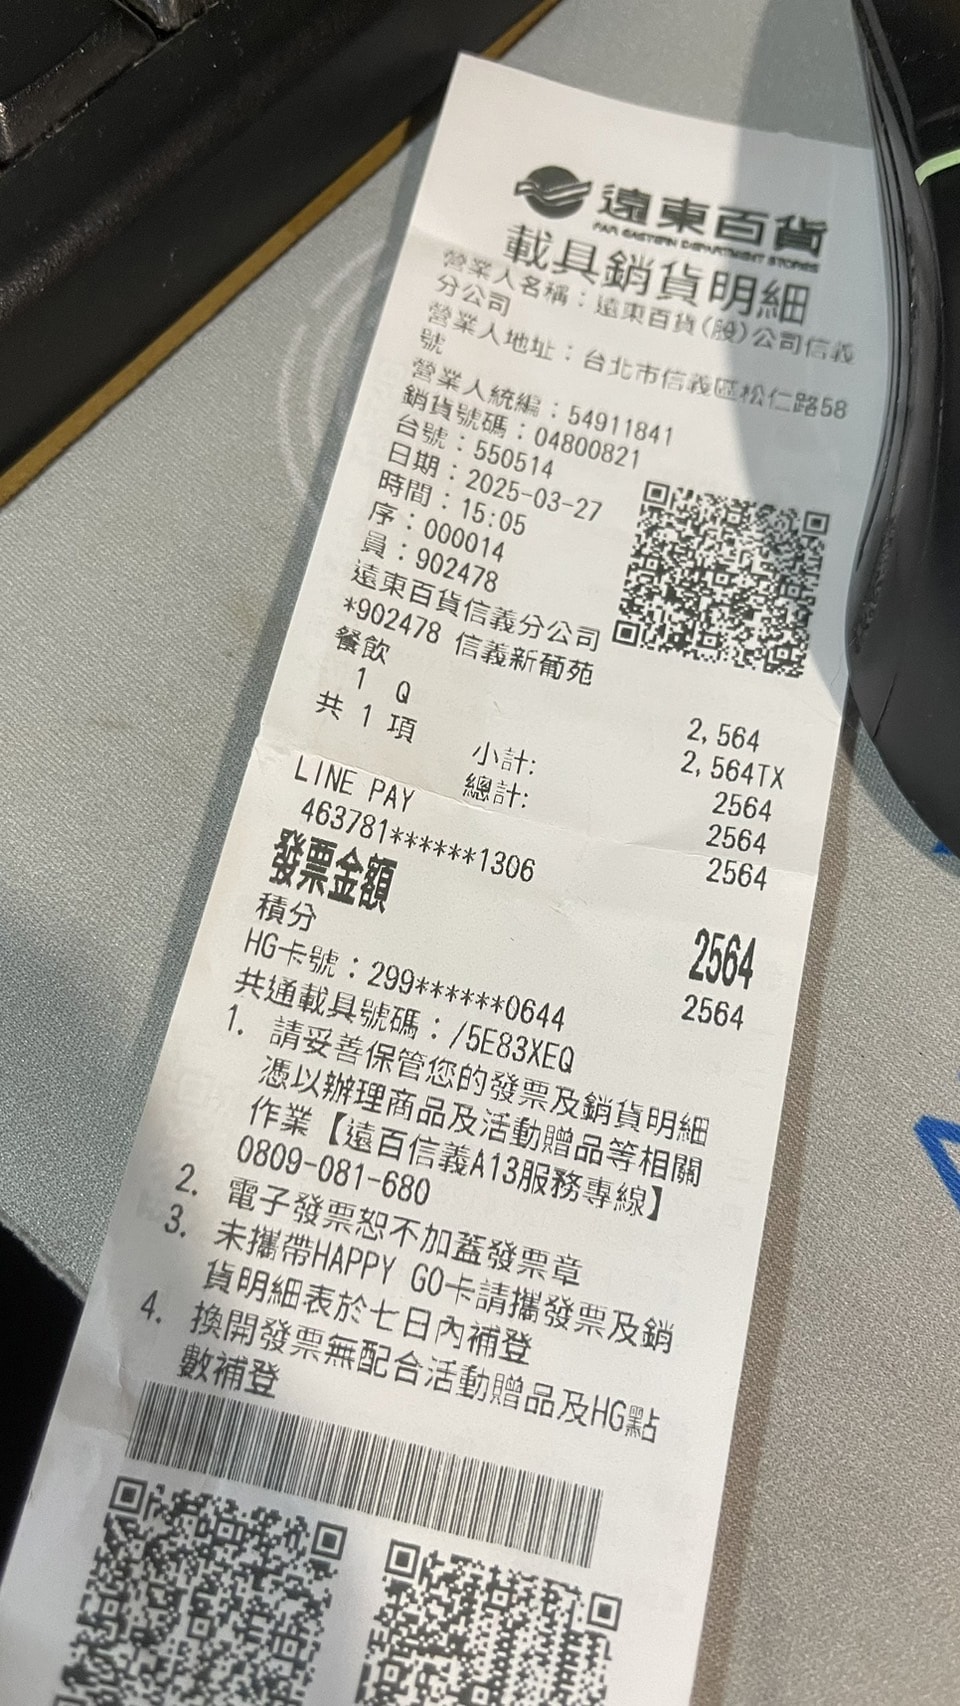 遠東百貨
FAR EASTERN DEPARTMENT STORES
載具銷貨明細
營業人名稱：遠東百貨(股)公司信義
分公司
營業人地址：台北市信義區松仁路58
號
營業人統編：54911841
銷貨號碼：04800821
台號：550514
日期：2025-03-27
時間：15:05
序：000014
員：902478
遠東百貨信義分公司
*902478 信義新葡苑
餐飲 2,564
1 Q 2,564TX
共 1 項 小計: 2564
總計: 2564
LINE PAY 2564
463781******1306
發票金額 2564
積分 2564
HG卡號：299******0644
共通載具號碼：/5E83XEQ
1. 請妥善保管您的發票及銷貨明細
憑以辦理商品及活動贈品等相關
作業【遠百信義A13服務專線】
0809-081-680
2. 電子發票恕不加蓋發票章
3. 未攜帶HAPPY GO卡請攜發票及銷
貨明細表於七日內補登
4. 換開發票無配合活動贈品及HG點
數補登